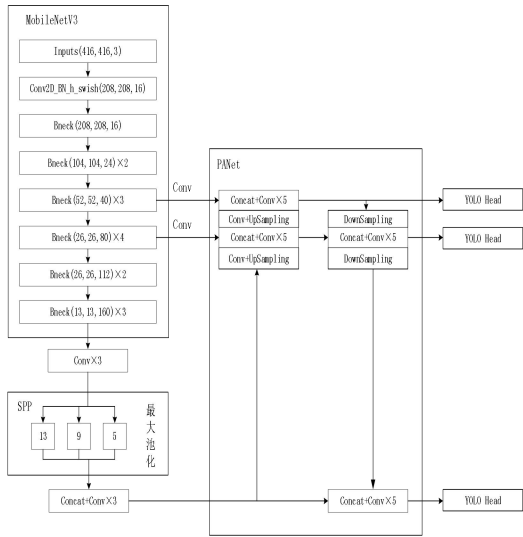 MobileNetV3
Inputs(416,416,3)
Conv2D_BN_h_swish(208,208,16)
Bneck(208,208,16)
Bneck(104,104,24)×2
Bneck(52,52,40)×3
Bneck(26,26,80)×4
Bneck(26,26,112)×2
Bneck(13,13,160)×3
Conv×3
SPP
13
9
5
最大池化
Concat+Conv×3
Conv
Conv
PANet
Concat+Conv×5
Conv+UpSampling
Concat+Conv×5
Conv+UpSampling
DownSampling
Concat+Conv×5
DownSampling
Concat+Conv×5
YOLO Head
YOLO Head
YOLO Head